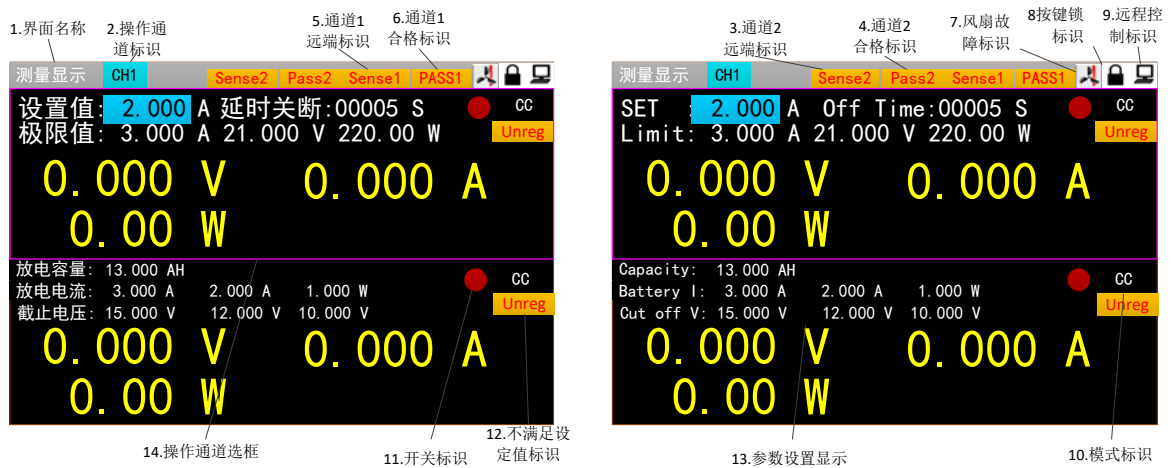 1.界面名称
2.操作通
道标识
5.通道1
远端标识
6.通道1
合格标识
测量显示 CH1 Sense2 Pass2 Sense1 PASS1
设置值: 2.000 A 延时关断:00005 S CC
极限值: 3.000 A 21.000 V 220.00 W Unreg
0.000 V 0.000 A
0.00 W
放电容量: 13.000 AH
放电电流: 3.000 A 2.000 A 1.000 W CC
截止电压: 15.000 V 12.000 V 10.000 V Unreg
0.000 V 0.000 A
0.00 W
14.操作通道选框
11.开关标识
12.不满足设
定值标识
3.通道2
远端标识
4.通道2
合格标识
7.风扇故
障标识
8按键锁
标识
9.远程控
制标识
测量显示 CH1 Sense2 Pass2 Sense1 PASS1
SET : 2.000 A Off Time:00005 S CC
Limit: 3.000 A 21.000 V 220.00 W Unreg
0.000 V 0.000 A
0.00 W
Capacity: 13.000 AH
Battery I: 3.000 A 2.000 A 1.000 W CC
Cut off V: 15.000 V 12.000 V 10.000 V Unreg
0.000 V 0.000 A
0.00 W
13.参数设置显示
10.模式标识